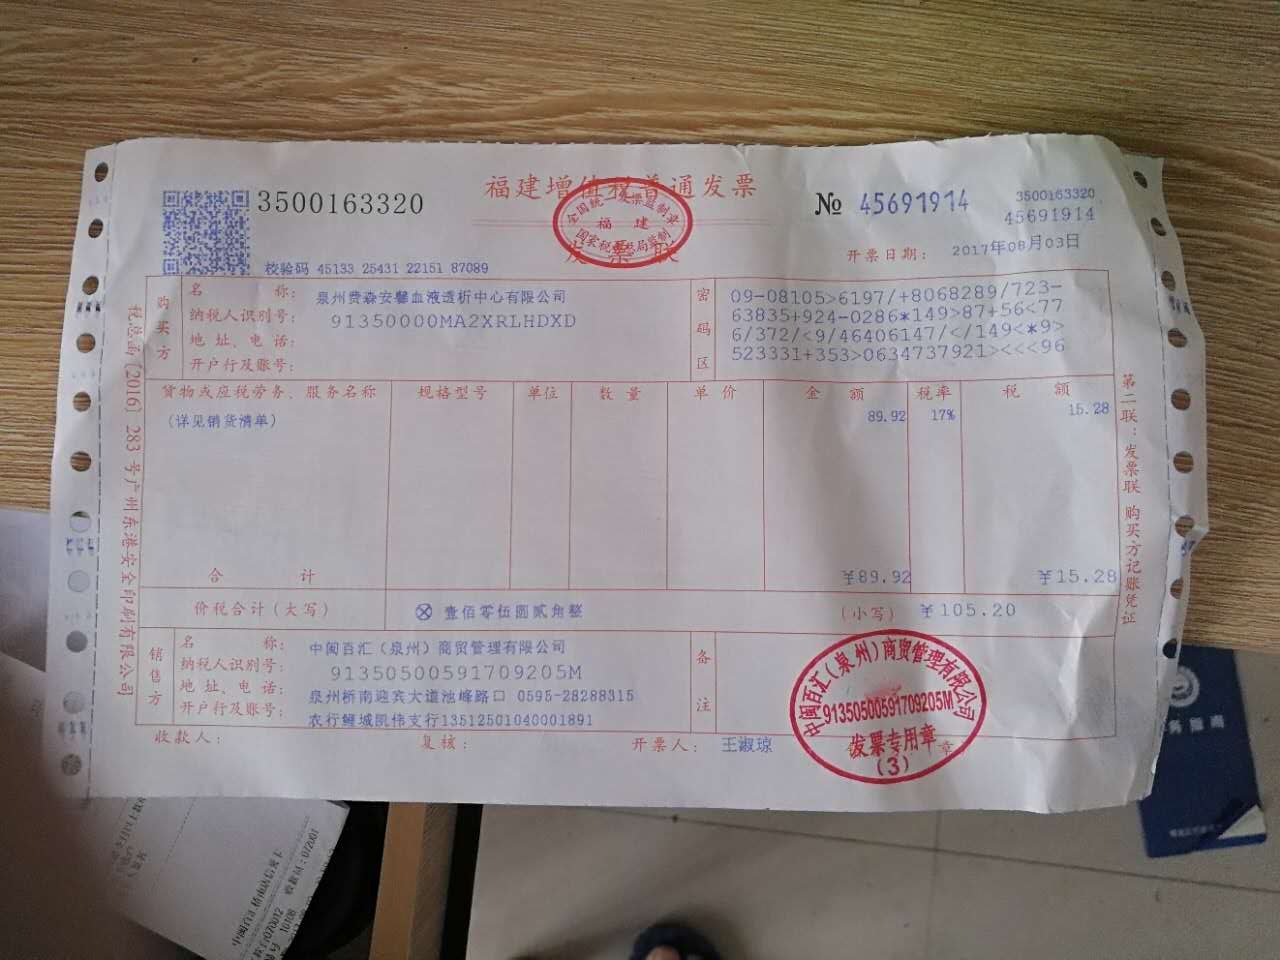 福建增值税普通发票
3500163320
№ 45691914
3500163320
45691914
全国统一发票监制章
福建
国家税务总局监制
发票联
开票日期： 2017年08月03日
校验码 45133 25431 22151 87089
购买方
名 称： 泉州费森安馨血液透析中心有限公司
纳税人识别号： 91350000MA2XRLHDXD
地 址、电 话：
开户行及账号：
密码区
09-08105>6197/+8068289/723-
63835+924-0286*149>87+56<77
6/372/<9/46406147/</149<*9>
523331+353>0634737921><<<96
货物或应税劳务、服务名称 规格型号 单位 数 量 单 价 金 额 税率 税 额
(详见销货清单) 89.92 17% 15.28
合 计 ￥89.92 ￥15.28
价税合计（大写） ⊗ 壹佰零伍圆贰角整 （小写） ￥105.20
销售方
名 称： 中闽百汇（泉州）商贸管理有限公司
纳税人识别号： 91350500591709205M
地 址、电 话： 泉州桥南迎宾大道池峰路口 0595-28288315
开户行及账号： 农行鲤城凯伟支行13512501040001891
备注
收款人： 复核： 开票人： 王淑琼
中闽百汇（泉州）商贸管理有限公司
91350500591709205M
发票专用章
（3）
税总函〔2016〕283 号广州东港安全印刷有限公司
第二联：发票联 购买方记账凭证